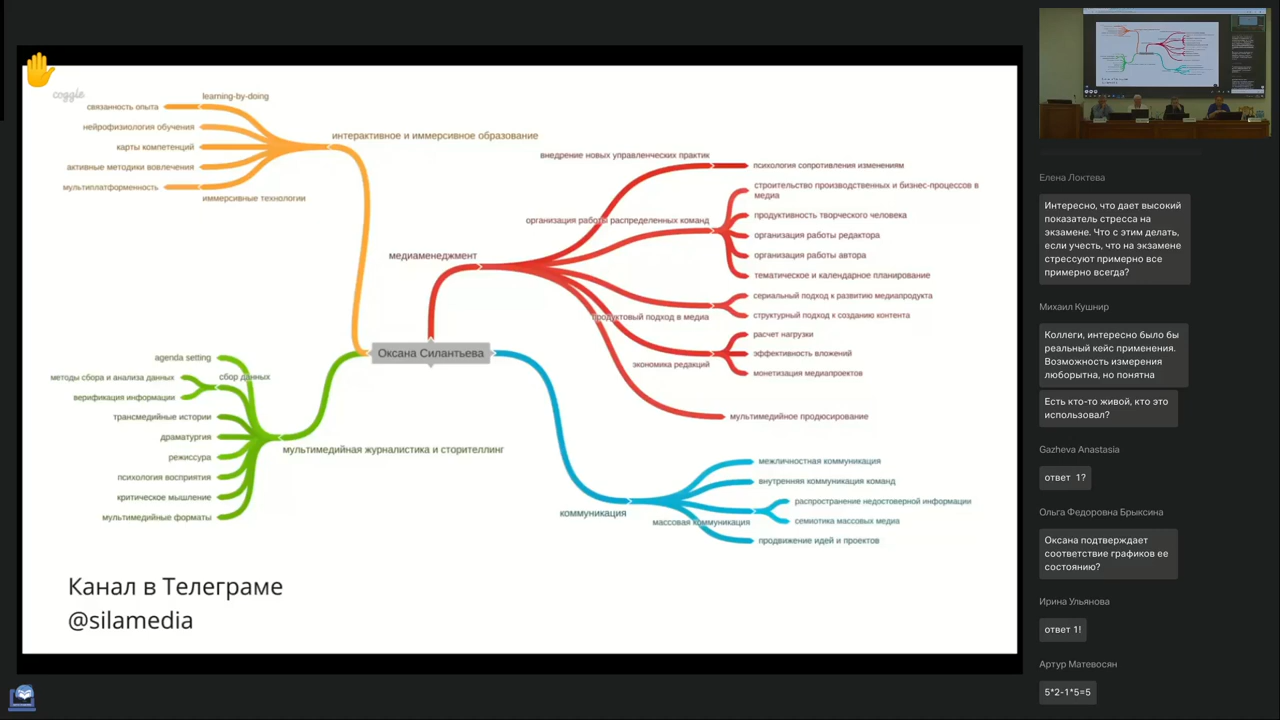 coggle
learning-by-doing
связанность опыта
нейрофизиология обучения
карты компетенций
активные методики вовлечения
мультиплатформенность
иммерсивные технологии
интерактивное и иммерсивное образование
медиаменеджмент
внедрение новых управленческих практик
психология сопротивления изменениям
организация работы распределенных команд
строительство производственных и бизнес-процессов в
медиа
продуктивность творческого человека
организация работы редактора
организация работы автора
тематическое и календарное планирование
продуктовый подход в медиа
сериальный подход к развитию медиапродукта
структурный подход к созданию контента
экономика редакций
расчет нагрузки
эффективность вложений
монетизация медиапроектов
мультимедийное продюсирование
Оксана Силантьева
agenda setting
сбор данных
методы сбора и анализа данных
верификация информации
трансмедийные истории
драматургия
режиссура
психология восприятия
критическое мышление
мультимедийные форматы
мультимедийная журналистика и сторителлинг
коммуникация
межличностная коммуникация
внутренняя коммуникация команд
массовая коммуникация
распространение недостоверной информации
семиотика массовых медиа
продвижение идей и проектов
Канал в Телеграме
@silamedia
Елена Локтева
Интересно, что дает высокий
показатель стресса на
экзамене. Что с этим делать,
если учесть, что на экзамене
стрессуют примерно все
примерно всегда?
Михаил Кушнир
Коллеги, интересно было бы
реальный кейс применения.
Возможность измерения
люборытна, но понятна
Есть кто-то живой, кто это
использовал?
Gazheva Anastasia
ответ 1?
Ольга Федоровна Брыксина
Оксана подтверждает
соответствие графиков ее
состоянию?
Ирина Ульянова
ответ 1!
Артур Матевосян
5*2-1*5=5